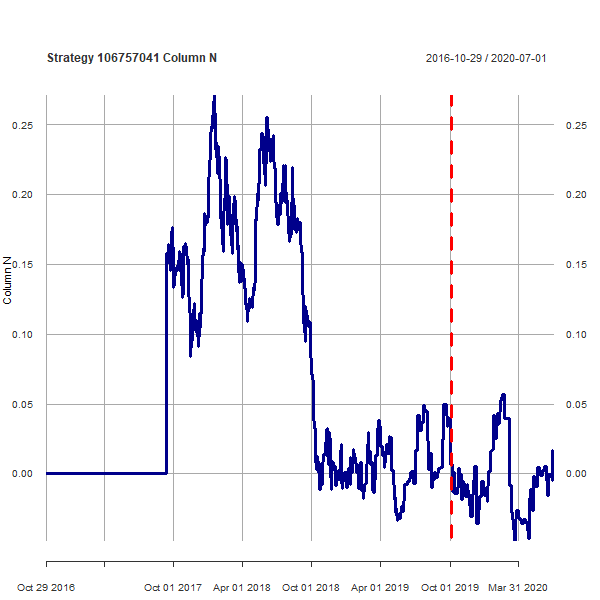 Strategy 106757041 Column N
2016-10-29 / 2020-07-01
Column N
0.25
0.20
0.15
0.10
0.05
0.00
0.25
0.20
0.15
0.10
0.05
0.00
Oct 29 2016
Oct 01 2017
Apr 01 2018
Oct 01 2018
Apr 01 2019
Oct 01 2019
Mar 31 2020